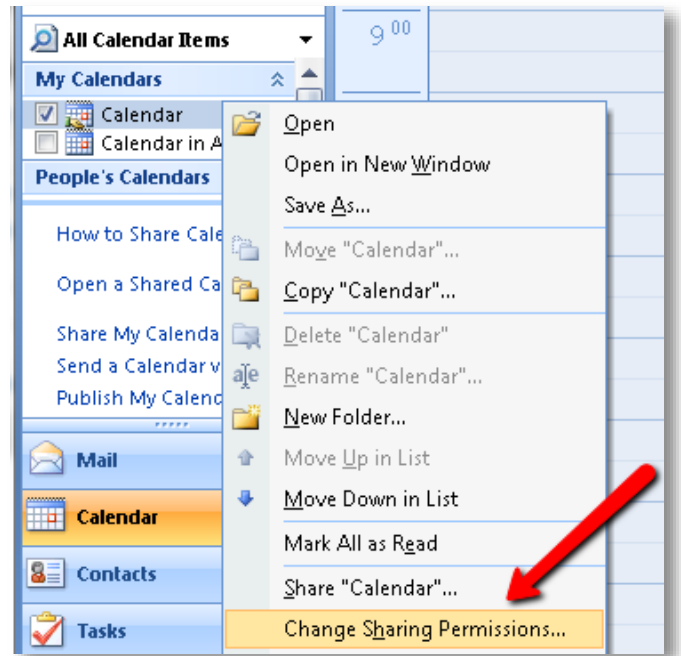 All Calendar Items
9 00
My Calendars
Calendar
Calendar in A
People's Calendars
How to Share Cale
Open a Shared Ca
Share My Calenda
Send a Calendar v
Publish My Calend
Mail
Calendar
Contacts
Tasks
Open
Open in New Window
Save As...
Move "Calendar"...
Copy "Calendar"...
Delete "Calendar"
Rename "Calendar"...
New Folder...
Move Up in List
Move Down in List
Mark All as Read
Share "Calendar"...
Change Sharing Permissions...